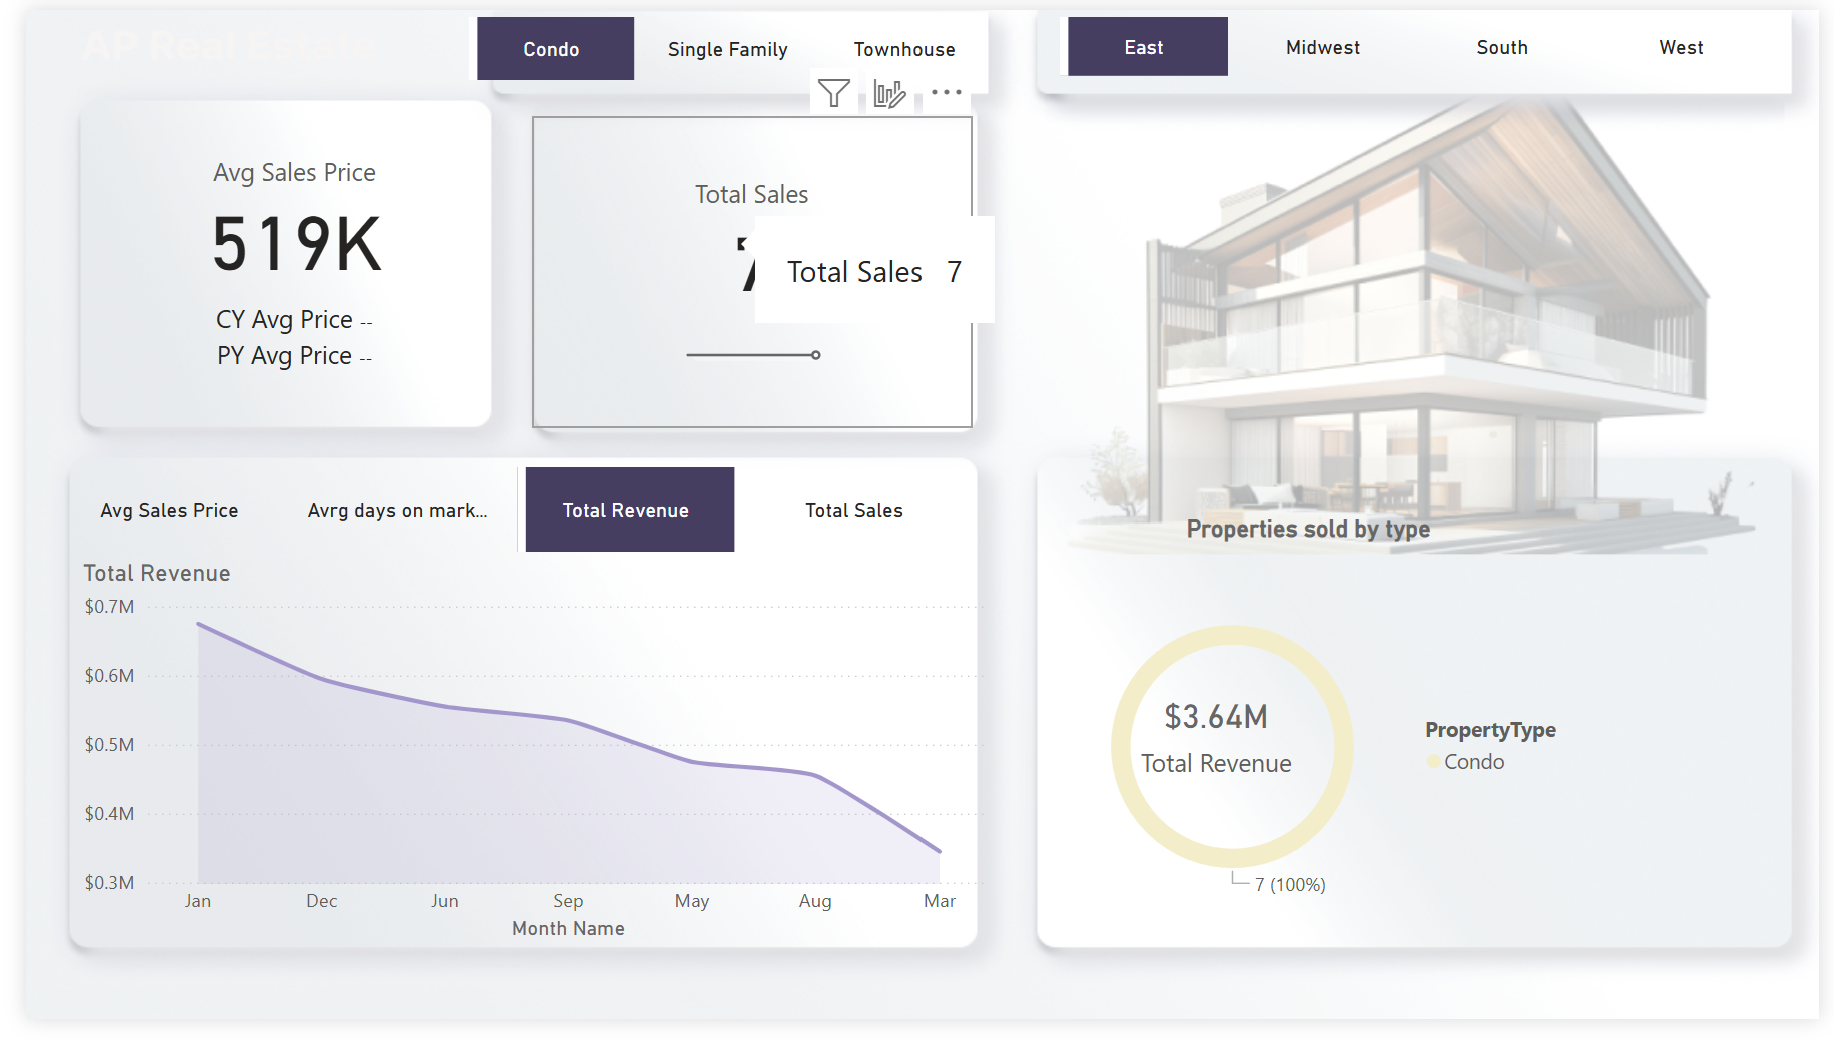 AP Real Estate
Condo
Single Family
Townhouse
East
Midwest
South
West
Avg Sales Price
519K
CY Avg Price --
PY Avg Price --
Total Sales
Total Sales 7
Avg Sales Price
Avrg days on mark...
Total Revenue
Total Sales
Total Revenue
$0.7M
$0.6M
$0.5M
$0.4M
$0.3M
Jan Dec Jun Sep May Aug Mar
Month Name
Properties sold by type
$3.64M
Total Revenue
7 (100%)
PropertyType
Condo